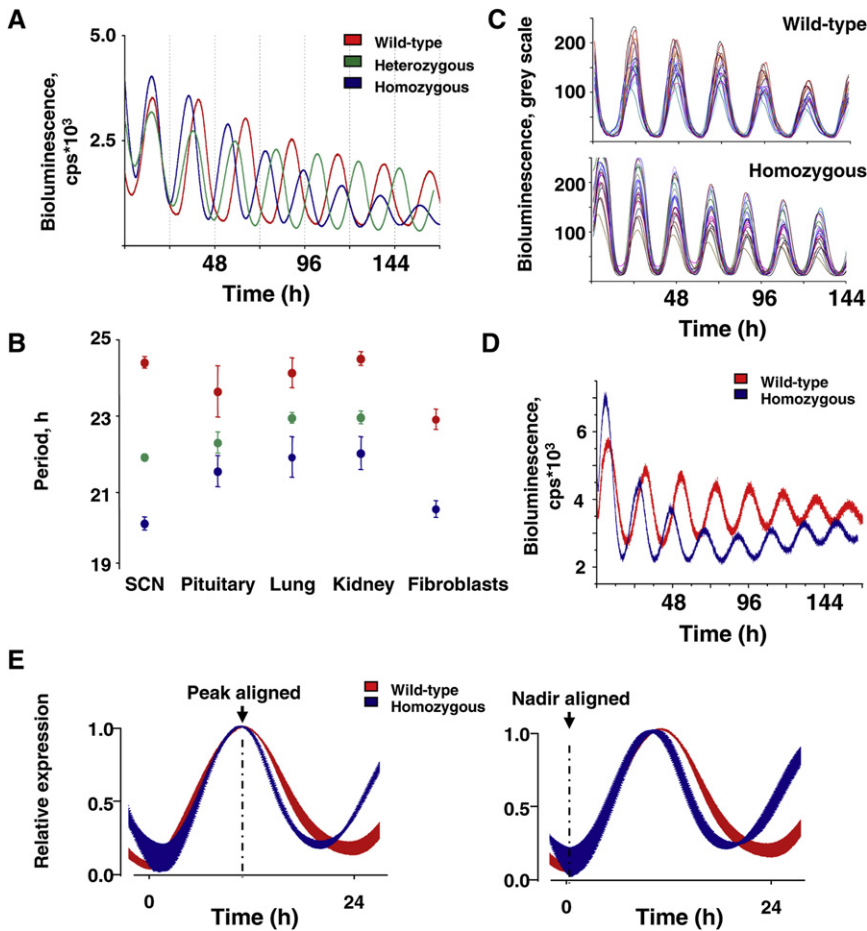 A
Bioluminescence,
cps*10³
5.0
2.5
Wild-type
Heterozygous
Homozygous
48
96
144
Time (h)
C
Bioluminescence, grey scale
Wild-type
200
100
Homozygous
200
100
48
96
144
Time (h)
B
Period, h
25
23
21
19
SCN
Pituitary
Lung
Kidney
Fibroblasts
D
Bioluminescence,
cps*10³
Wild-type
Homozygous
6
4
2
48
96
144
Time (h)
E
Relative expression
Peak aligned
Wild-type
Homozygous
1.0
0.5
0.0
0
24
Time (h)
Nadir aligned
1.0
0.5
0.0
0
24
Time (h)